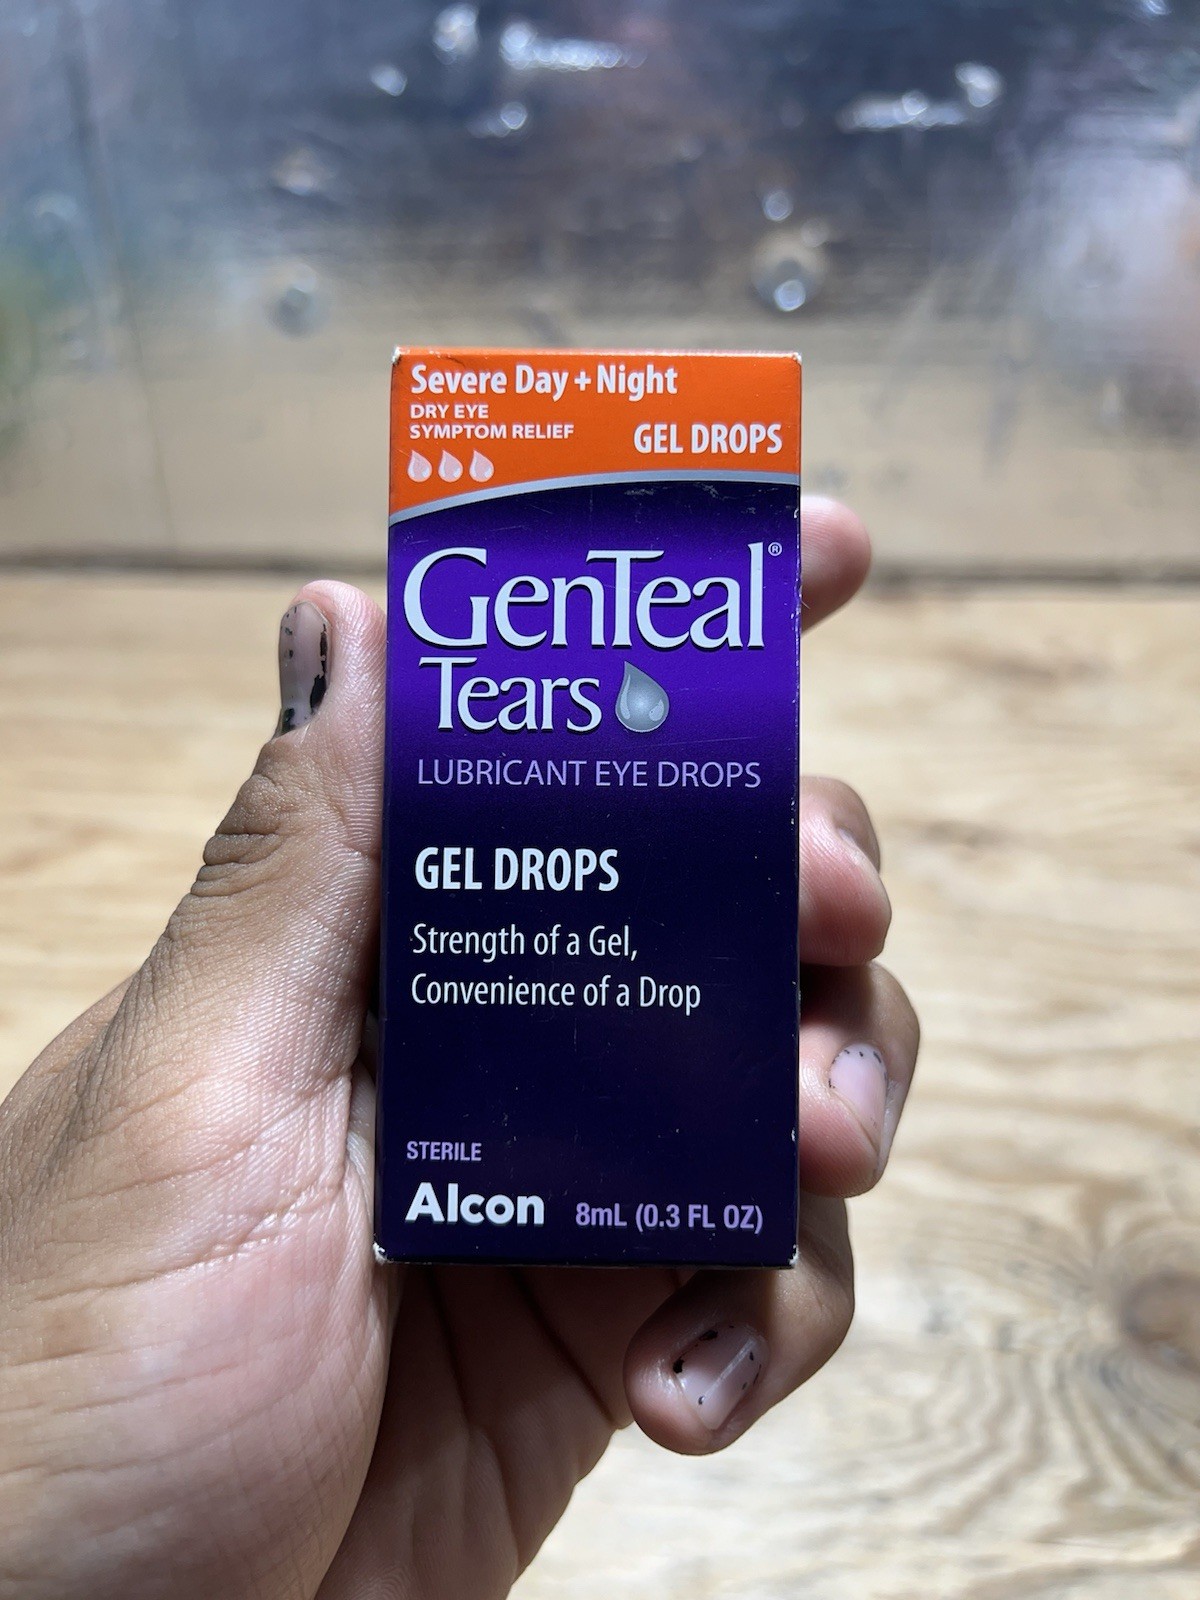 Severe Day + Night
DRY EYE
SYMPTOM RELIEF
GEL DROPS
GenTeal®
Tears
LUBRICANT EYE DROPS
GEL DROPS
Strength of a Gel,
Convenience of a Drop
STERILE
Alcon 8mL (0.3 FL OZ)